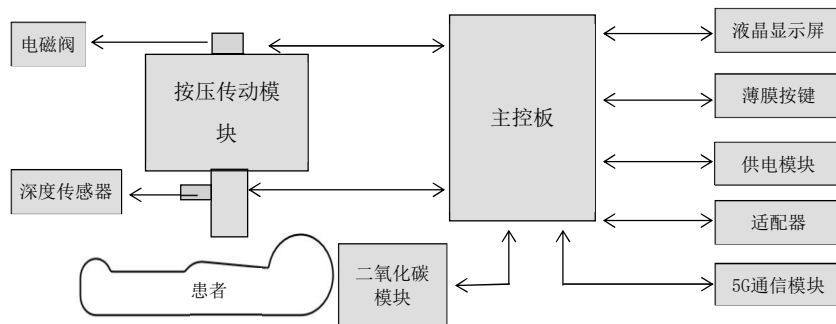 电磁阀
按压传动模
块
深度传感器
患者
主控板
二氧化碳
模块
液晶显示屏
薄膜按键
供电模块
适配器
5G通信模块